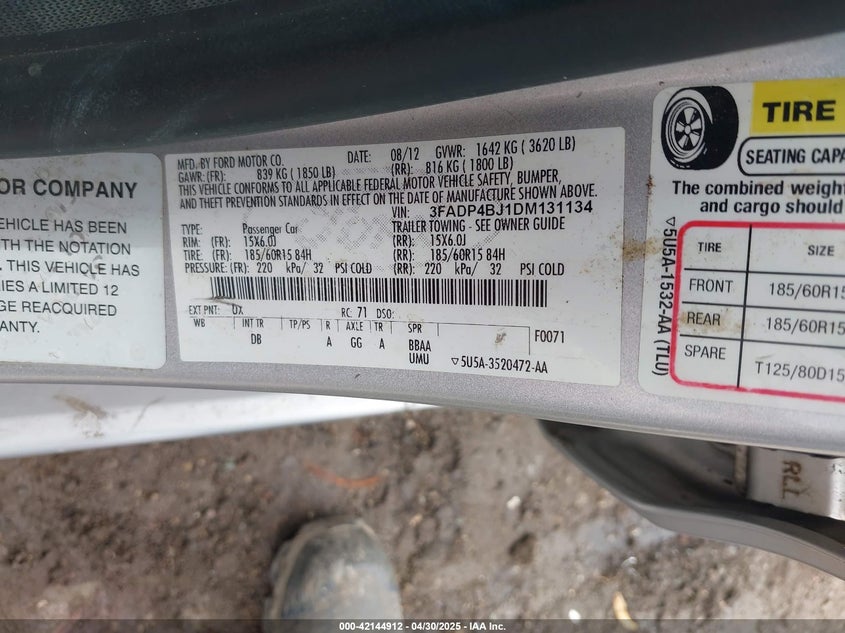 OR COMPANY
EHICLE HAS BEEN
TH THE NOTATION
. THIS VEHICLE HAS
RIES A LIMITED 12
GE REACQUIRED
RANTY.
MFD. BY FORD MOTOR CO.
DATE: 08/12 GVWR: 1642 KG ( 3620 LB)
GAWR: (FR): 839 KG ( 1850 LB) (RR): 816 KG ( 1800 LB)
THIS VEHICLE CONFORMS TO ALL APPLICABLE FEDERAL MOTOR VEHICLE SAFETY, BUMPER,
AND THEFT PREVENTION STANDARDS IN EFFECT ON THE DATE OF MANUFACTURE SHOWN ABOVE.
VIN: 3FADP4BJ1DM131134
TYPE: Passenger Car TRAILER TOWING - SEE OWNER GUIDE
RIM: (FR): 15X6.0J (RR): 15X6.0J
TIRE: (FR): 185/60R15 84H (RR): 185/60R15 84H
PRESSURE: (FR): 220 kPa/ 32 PSI COLD (RR): 220 kPa/ 32 PSI COLD
EXT PNT: UX RC: 71 DSO:
WB INT TR TP/PS R AXLE TR SPR F0071
DB A GG A BBAA
UMU ▽5U5A-3520472-AA
TIRE
SEATING CAPA
The combined weight
and cargo should
▽5U5A-1532-AA (7LU)
TIRE SIZE
FRONT 185/60R15
REAR 185/60R15
SPARE T125/80D15
RLL
000-42144912 - 04/30/2025 - IAA Inc.